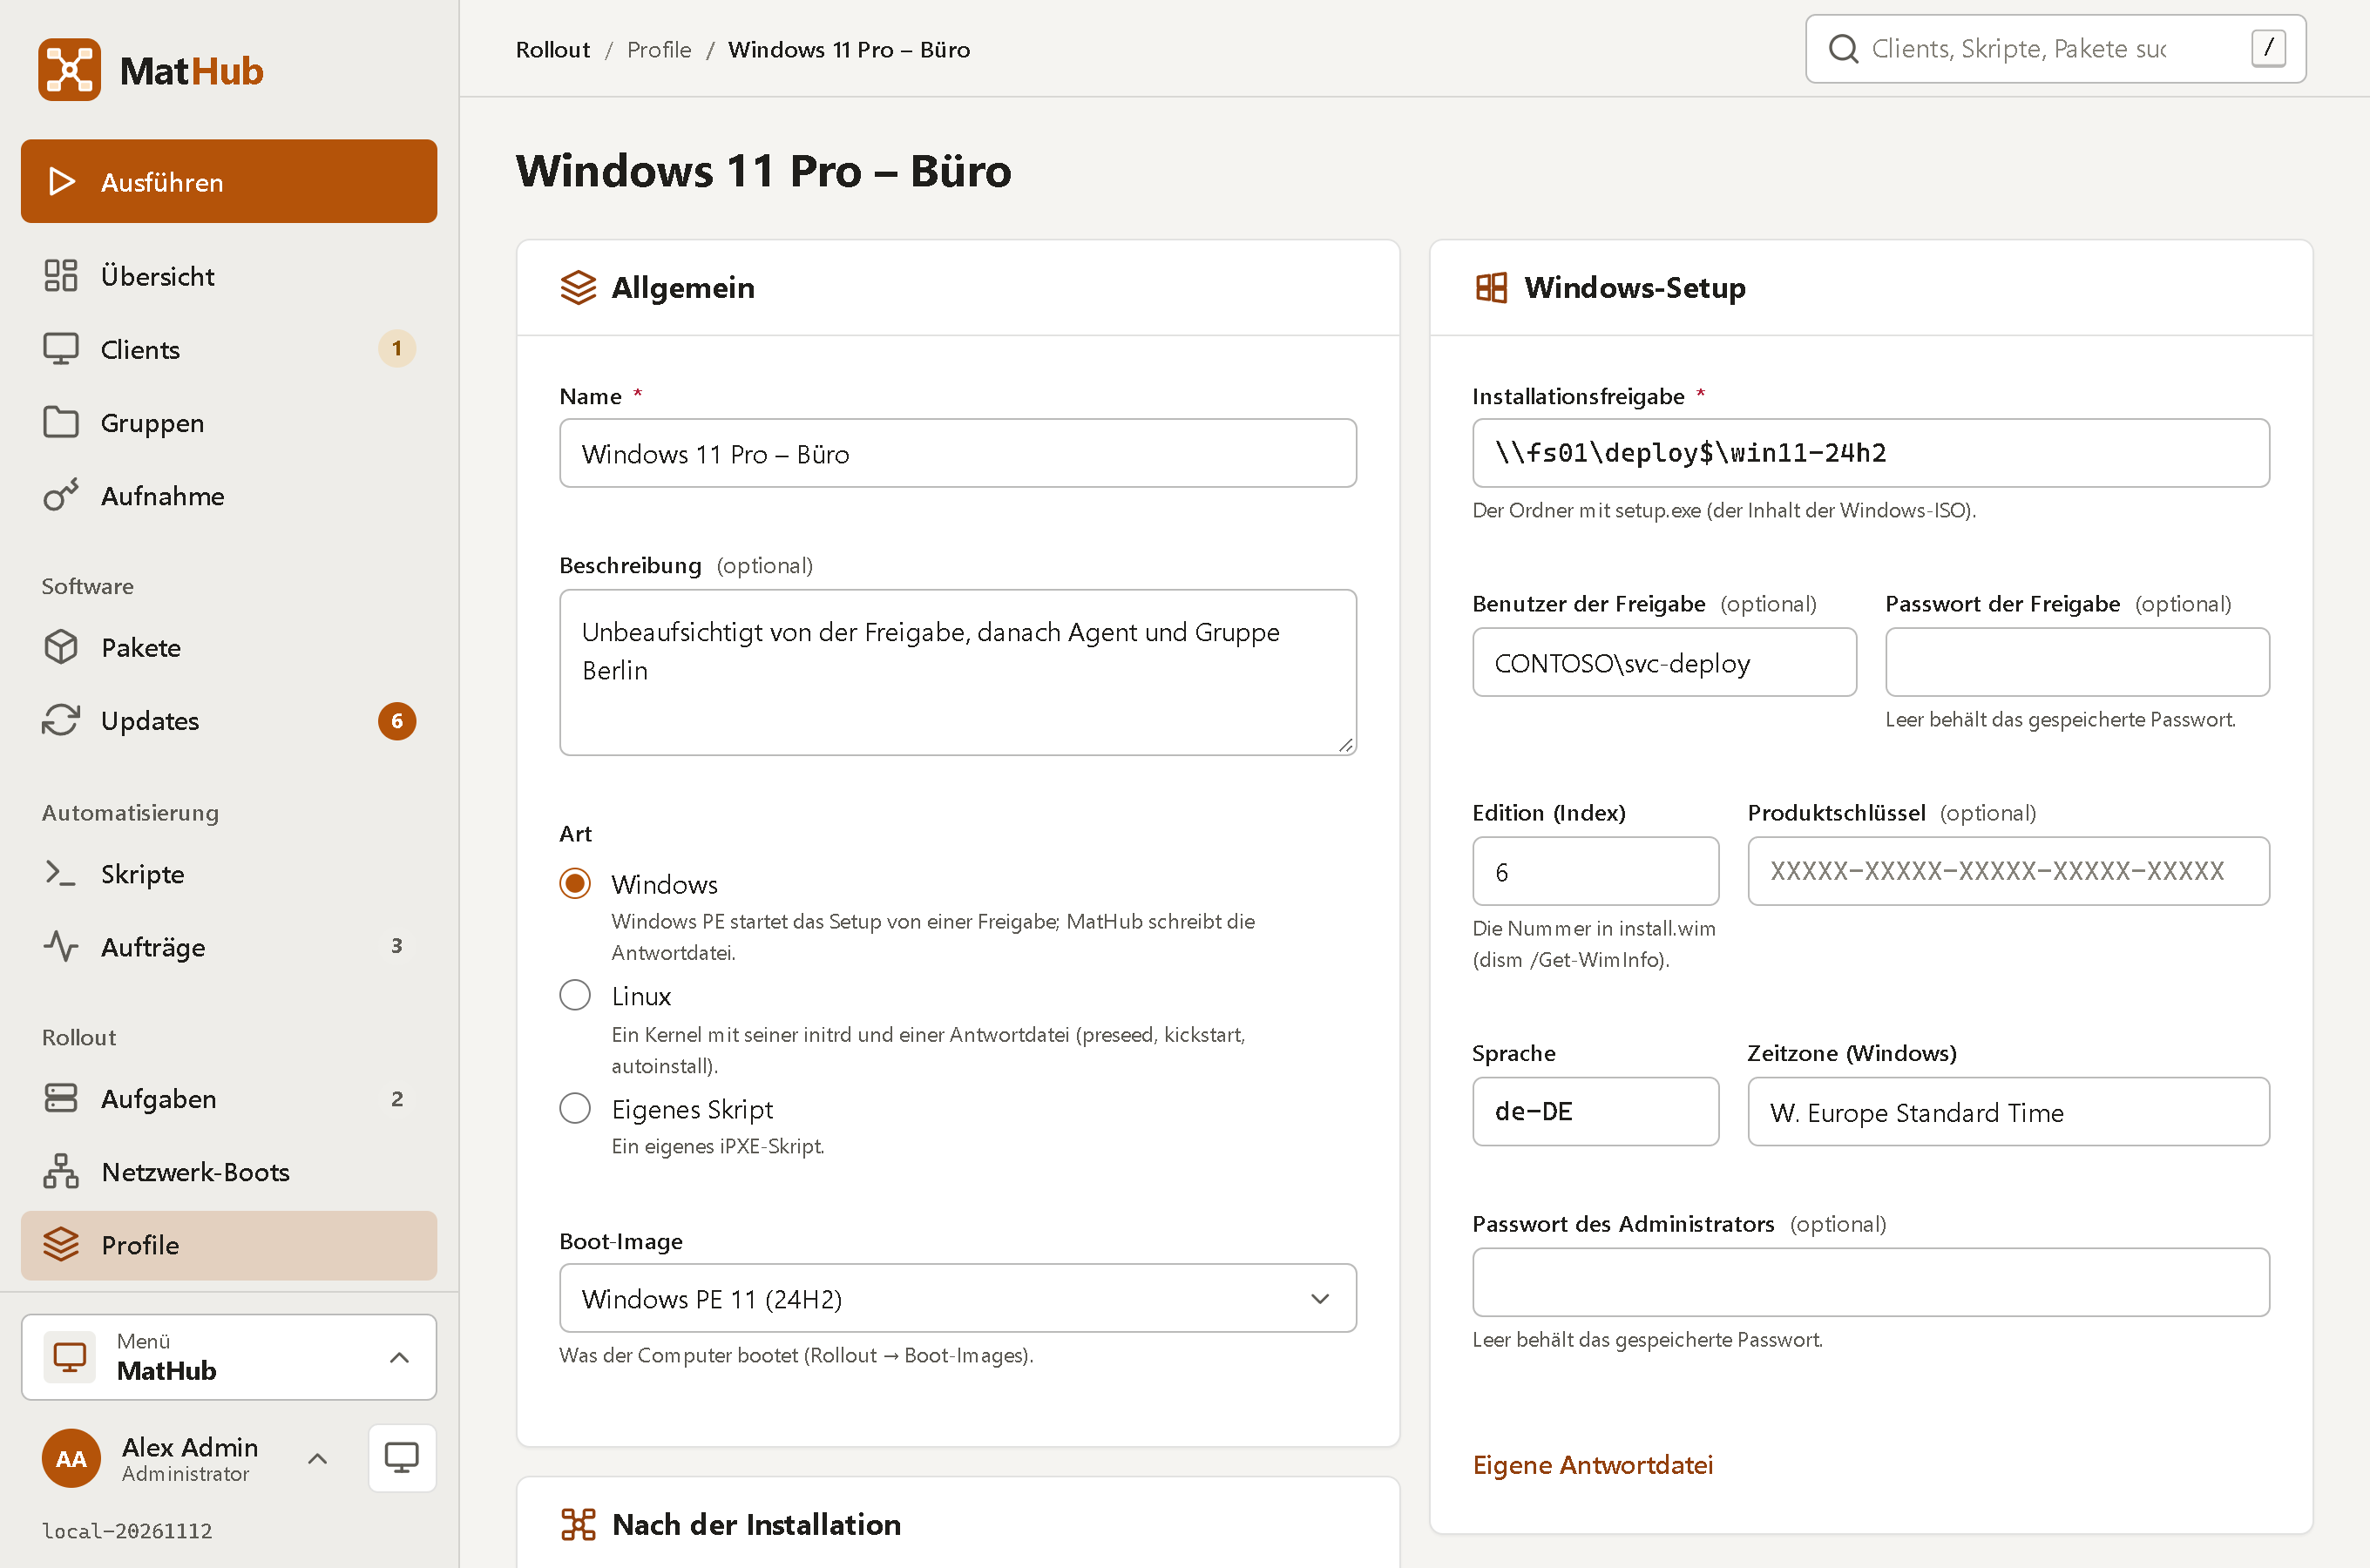 MatHub
Ausführen
Übersicht
Clients 1
Gruppen
Aufnahme
Software
Pakete
Updates 6
Automatisierung
Skripte
Aufträge 3
Rollout
Aufgaben 2
Netzwerk-Boots
Profile
Menü
MatHub
AA
Alex Admin
Administrator
local-20261112
Rollout / Profile / Windows 11 Pro – Büro
Clients, Skripte, Pakete suc /
Windows 11 Pro – Büro
Allgemein
Name *
Windows 11 Pro – Büro
Beschreibung (optional)
Unbeaufsichtigt von der Freigabe, danach Agent und Gruppe
Berlin
Art
Windows
Windows PE startet das Setup von einer Freigabe; MatHub schreibt die
Antwortdatei.
Linux
Ein Kernel mit seiner initrd und einer Antwortdatei (preseed, kickstart,
autoinstall).
Eigenes Skript
Ein eigenes iPXE-Skript.
Boot-Image
Windows PE 11 (24H2)
Was der Computer bootet (Rollout → Boot-Images).
Nach der Installation
Windows-Setup
Installationsfreigabe *
\\fs01\deploy$\win11-24h2
Der Ordner mit setup.exe (der Inhalt der Windows-ISO).
Benutzer der Freigabe (optional)
CONTOSO\svc-deploy
Passwort der Freigabe (optional)
Leer behält das gespeicherte Passwort.
Edition (Index)
6
Die Nummer in install.wim
(dism /Get-WimInfo).
Produktschlüssel (optional)
XXXXX-XXXXX-XXXXX-XXXXX-XXXXX
Sprache
de-DE
Zeitzone (Windows)
W. Europe Standard Time
Passwort des Administrators (optional)
Leer behält das gespeicherte Passwort.
Eigene Antwortdatei